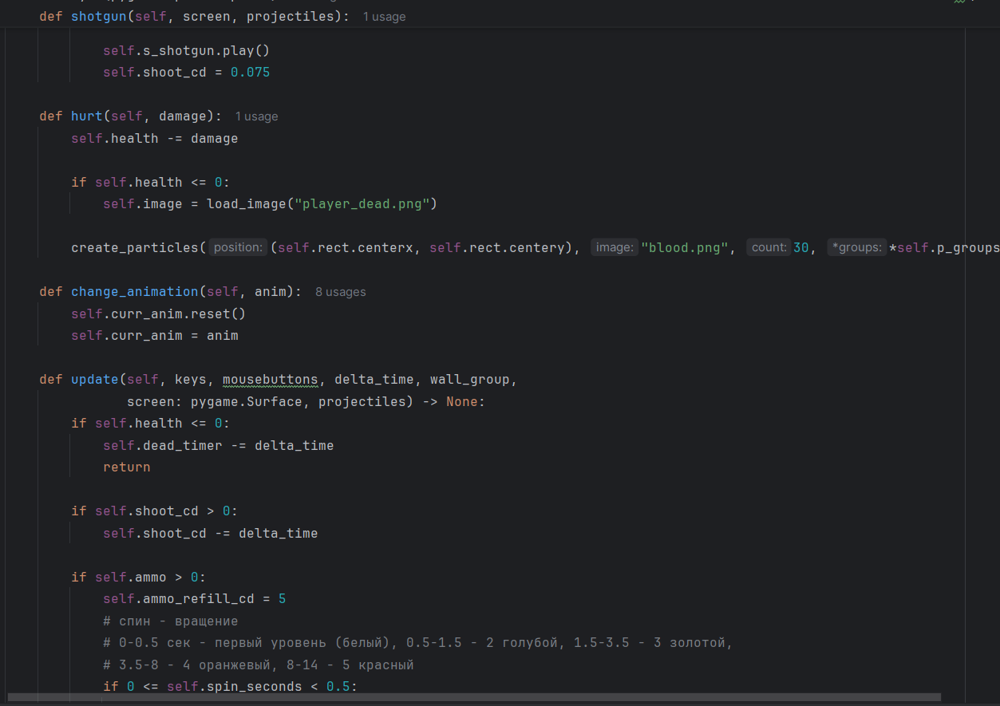 def shotgun(self, screen, projectiles): 1 usage
self.s_shotgun.play()
self.shoot_cd = 0.075
def hurt(self, damage): 1 usage
self.health -= damage
if self.health <= 0:
self.image = load_image("player_dead.png")
create_particles( position: (self.rect.centerx, self.rect.centery), image: "blood.png", count: 30, *groups: *self.p_groups
def change_animation(self, anim): 8 usages
self.curr_anim.reset()
self.curr_anim = anim
def update(self, keys, mousebuttons, delta_time, wall_group,
screen: pygame.Surface, projectiles) -> None:
if self.health <= 0:
self.dead_timer -= delta_time
return
if self.shoot_cd > 0:
self.shoot_cd -= delta_time
if self.ammo > 0:
self.ammo_refill_cd = 5
# спин - вращение
# 0-0.5 сек - первый уровень (белый), 0.5-1.5 - 2 голубой, 1.5-3.5 - 3 золотой,
# 3.5-8 - 4 оранжевый, 8-14 - 5 красный
if 0 <= self.spin_seconds < 0.5: